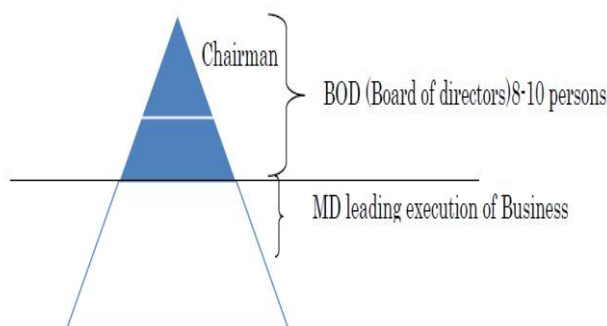 Chairman
BOD (Board of directors)8-10 persons
MD leading execution of Business